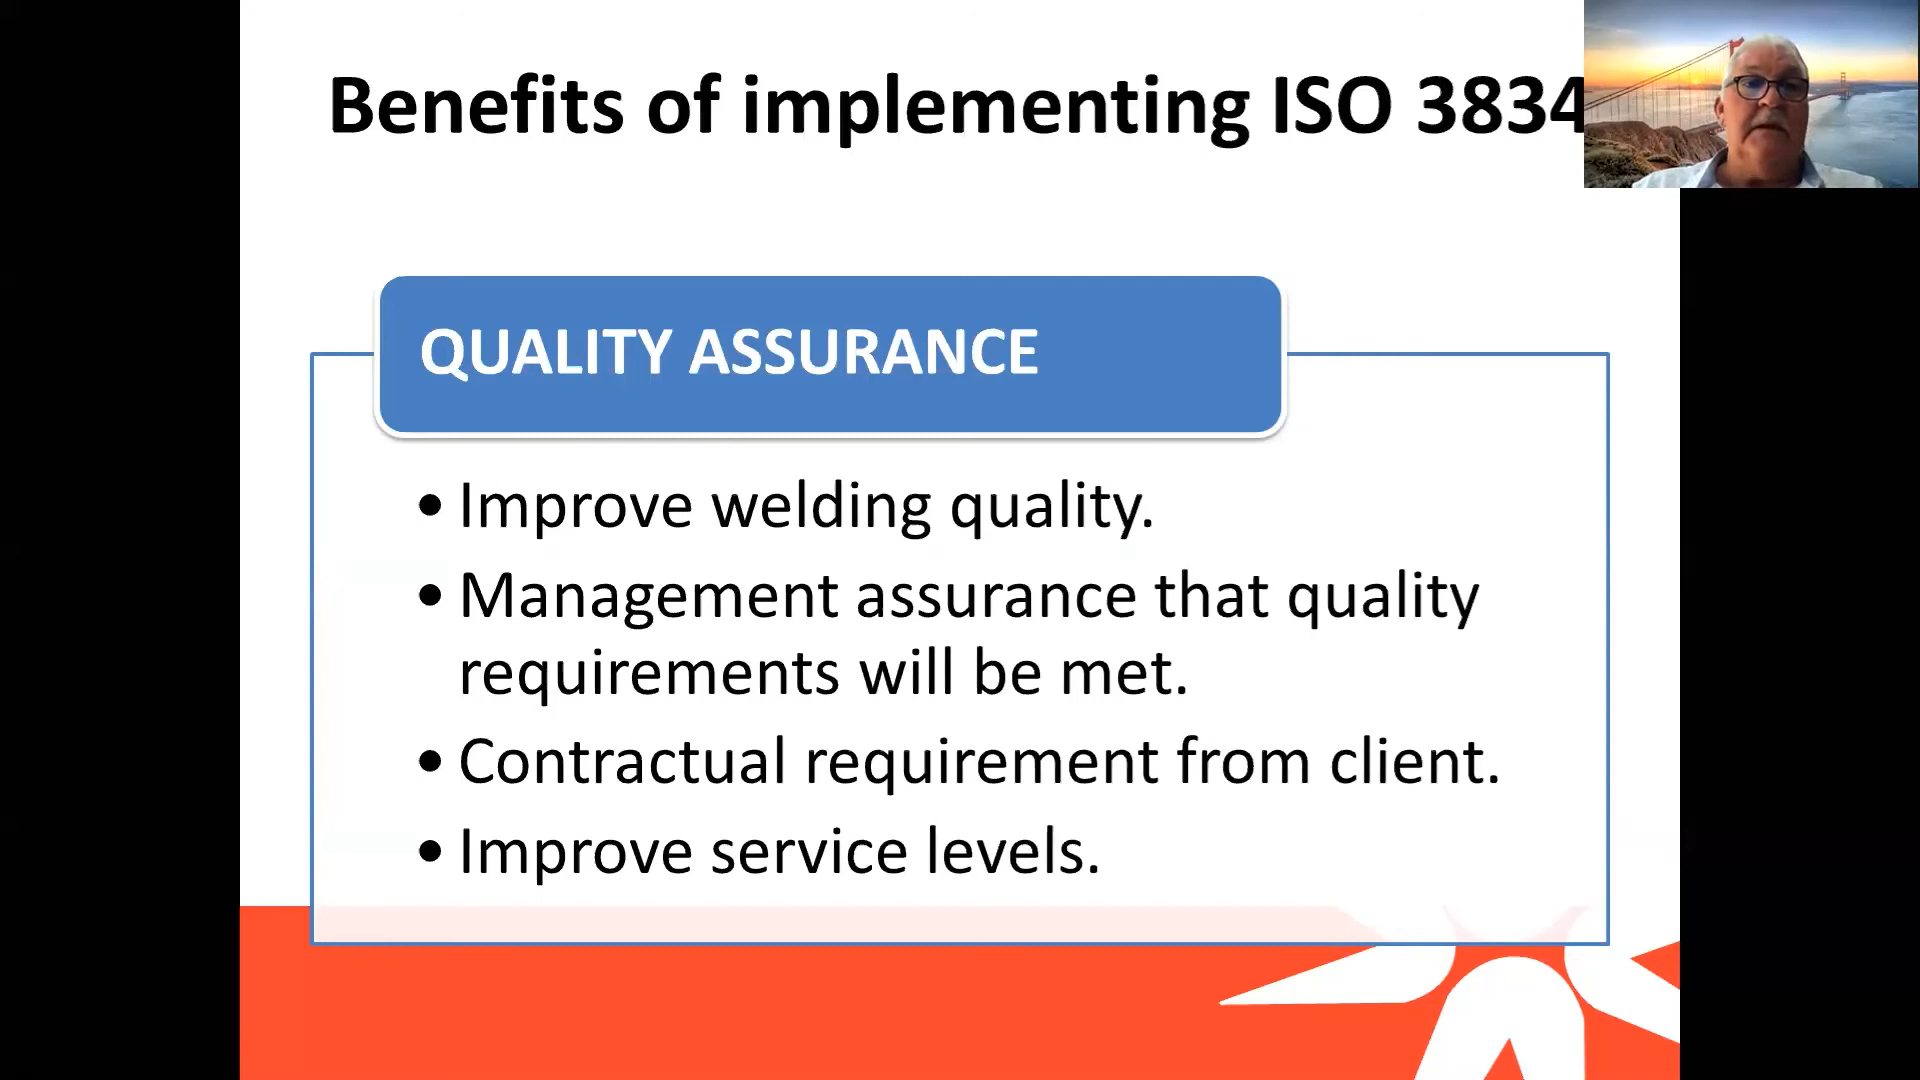 Benefits of implementing ISO 3834
QUALITY ASSURANCE
• Improve welding quality.
• Management assurance that quality
requirements will be met.
• Contractual requirement from client.
• Improve service levels.